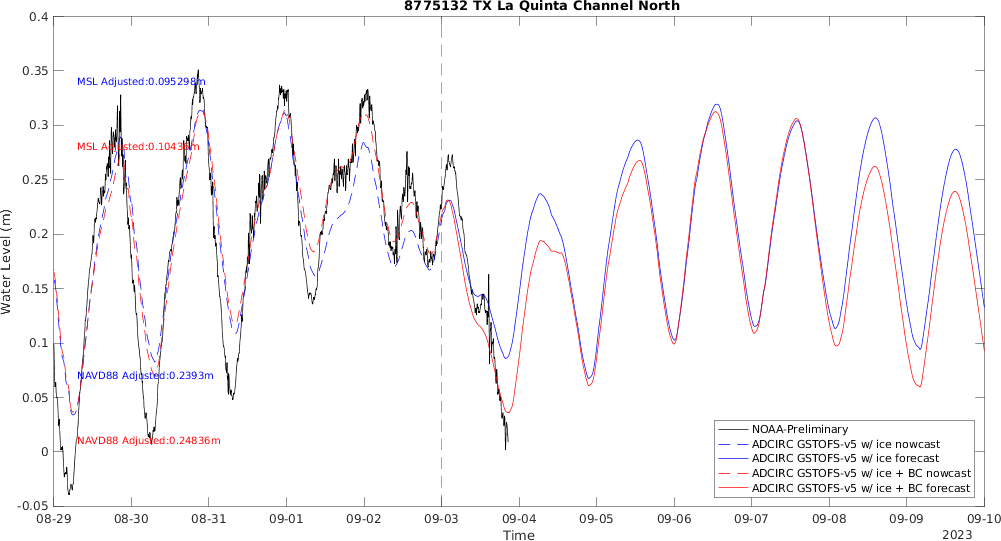 8775132 TX La Quinta Channel North
0.4
0.35
0.3
0.25
0.2
0.15
0.1
0.05
0
-0.05
Water Level (m)
MSL Adjusted:0.095298m
MSL Adjusted:0.1043 m
NAVD88 Adjusted:0.2393m
NAVD88 Adjusted:0.24836m
NOAA-Preliminary
ADCIRC GSTOFS-v5 w/ ice nowcast
ADCIRC GSTOFS-v5 w/ ice forecast
ADCIRC GSTOFS-v5 w/ ice + BC nowcast
ADCIRC GSTOFS-v5 w/ ice + BC forecast
08-29 08-30 08-31 09-01 09-02 09-03 09-04 09-05 09-06 09-07 09-08 09-09 09-10
Time
2023